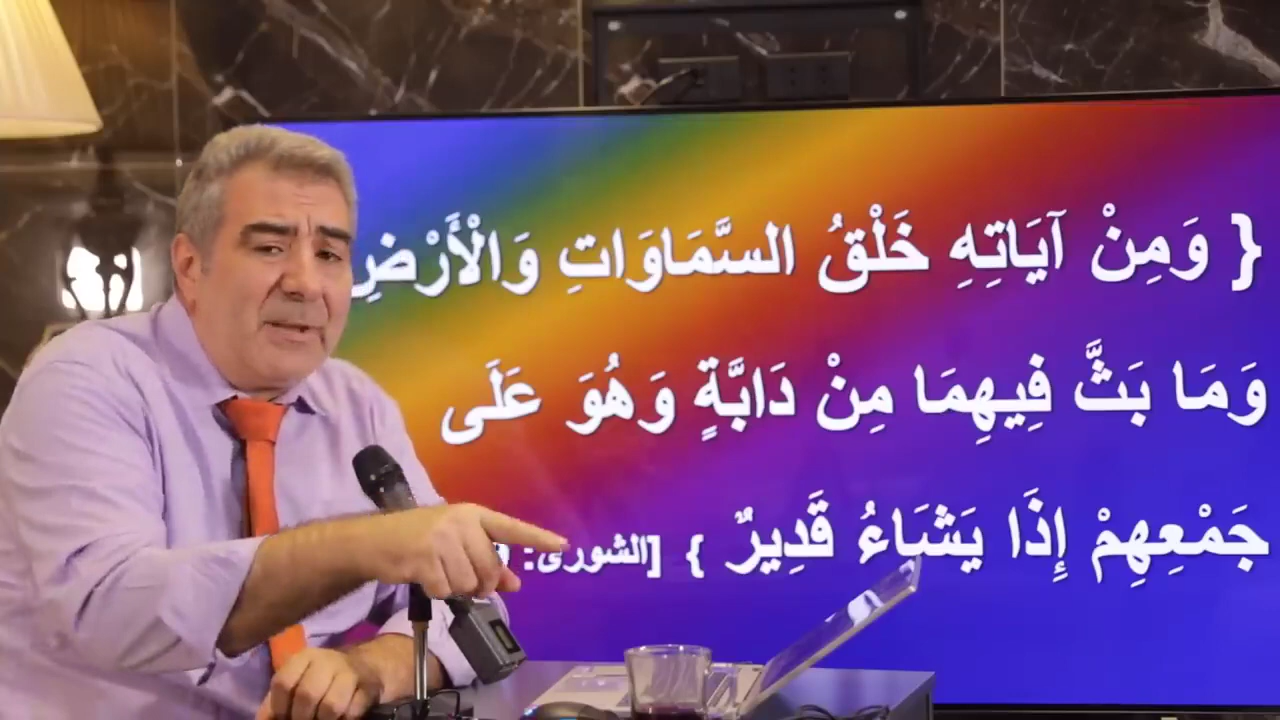 { وَمِنْ آيَاتِهِ خَلْقُ السَّمَاوَاتِ وَالْأَرْضِ
وَمَا بَثَّ فِيهِمَا مِنْ دَابَّةٍ وَهُوَ عَلَى
جَمْعِهِمْ إِذَا يَشَاءُ قَدِيرٌ } [الشورى: